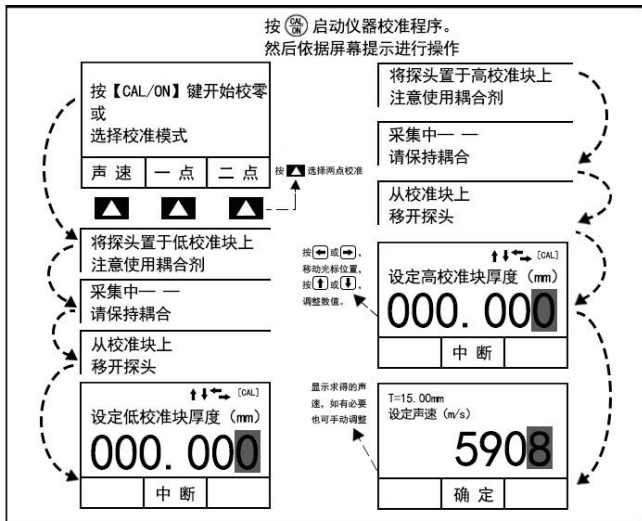 按 CAL/ON 启动仪器校准程序。
然后依据屏幕提示进行操作
按【CAL/ON】键开始校零
或
选择校准模式
声速 一点 二点
按 ▲ 选择两点校准
将探头置于低校准块上
注意使用耦合剂
采集中— —
请保持耦合
从校准块上
移开探头
[CAL]
设定低校准块厚度（mm）
000.000
中断
将探头置于高校准块上
注意使用耦合剂
采集中— —
请保持耦合
从校准块上
移开探头
按←或→，
移动光标位置，
按↑或↓，
调整数值。
[CAL]
设定高校准块厚度（mm）
000.000
中断
显示求得的声
速，如有必要
也可手动调整
T=15.00mm
设定声速（m/s）
5908
确定